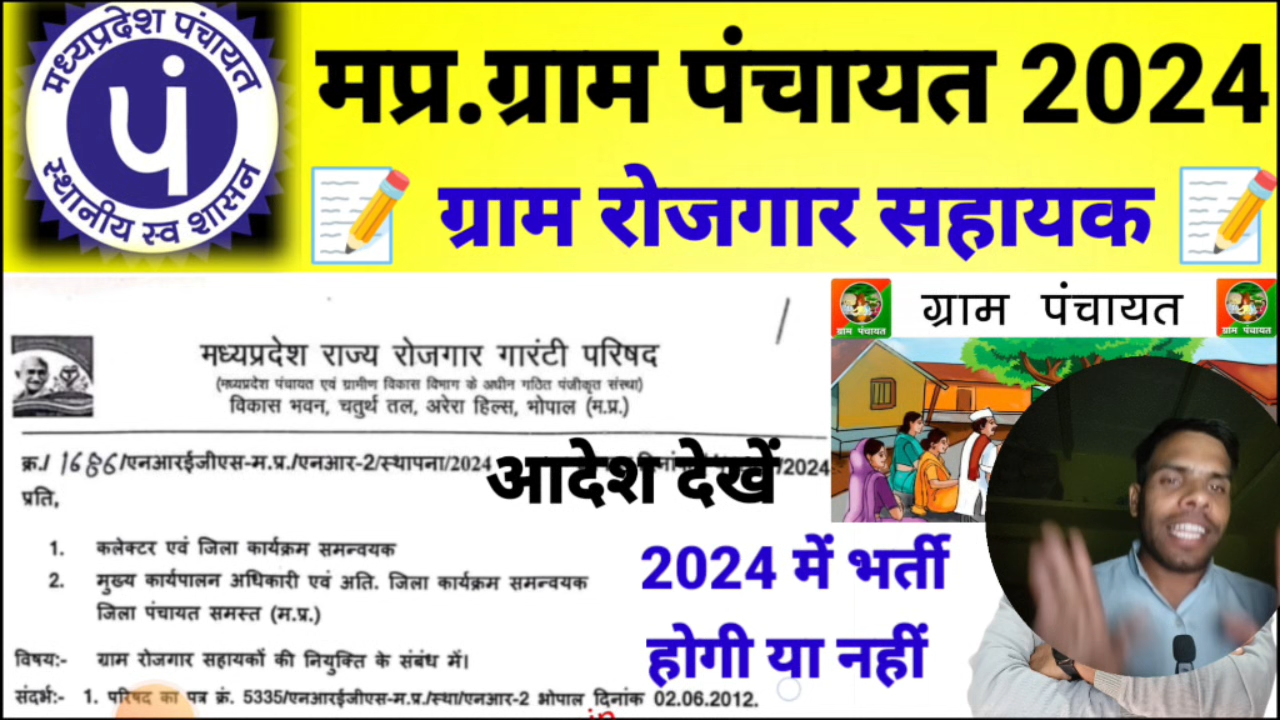 मध्यप्रदेश पंचायत
पं
स्थानीय स्व शासन
मप्र.ग्राम पंचायत 2024
ग्राम रोजगार सहायक
ग्राम पंचायत
ग्राम पंचायत
ग्राम पंचायत
मध्यप्रदेश राज्य रोजगार गारंटी परिषद
(मध्यप्रदेश पंचायत एवं ग्रामीण विकास विभाग के अधीन गठित पंजीकृत संस्था)
विकास भवन, चतुर्थ तल, अरेरा हिल्स, भोपाल (म.प्र.)
क्र./ 1686/एनआरईजीएस-म.प्र./एनआर-2/स्थापना/2024 /2024
आदेश देखें
प्रति,
1. कलेक्टर एवं जिला कार्यक्रम समन्वयक
2. मुख्य कार्यपालन अधिकारी एवं अति. जिला कार्यक्रम समन्वयक
जिला पंचायत समस्त (म.प्र.)
2024 में भर्ती
होगी या नहीं
विषय:- ग्राम रोजगार सहायकों की नियुक्ति के संबंध में।
संदर्भ:- 1. परिषद का पत्र क्रं. 5335/एनआरईजीएस-म.प्र./स्था/एनआर-2 भोपाल दिनांक 02.06.2012.
in